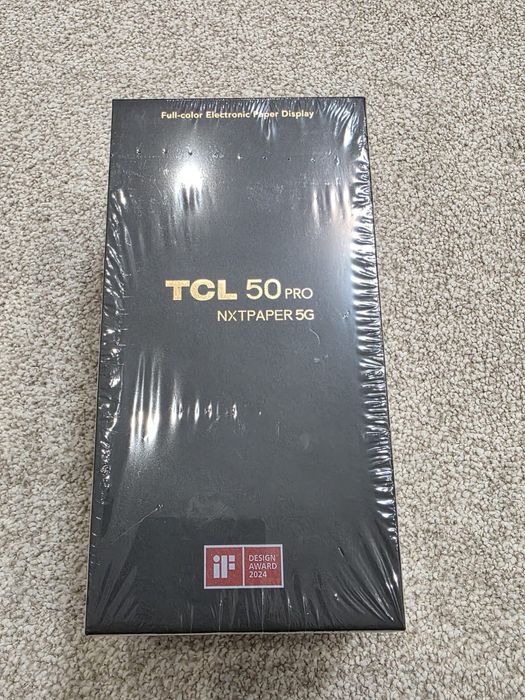 Full-color Electronic Paper Display
TCL 50 PRO
NXTPAPER 5G
iF
DESIGN
AWARD
2024